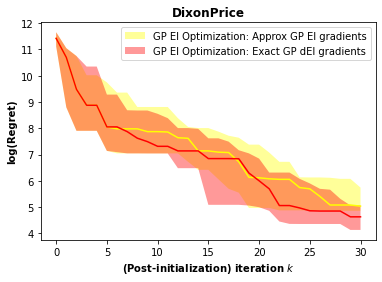 DixonPrice
GP EI Optimization: Approx GP EI gradients
GP EI Optimization: Exact GP dEI gradients
log(Regret)
12
11
10
9
8
7
6
5
4
0 5 10 15 20 25 30
(Post-initialization) iteration k